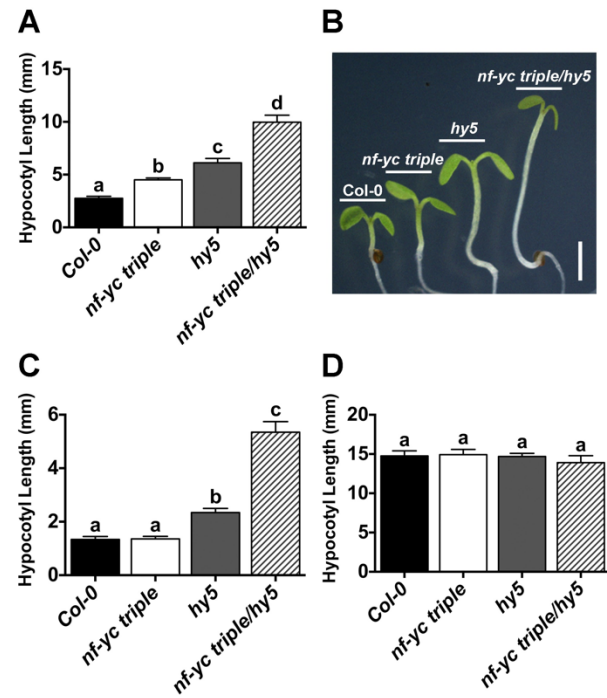 A
Hypocotyl Length (mm)
15
10
5
0
a
b
c
d
Col-0
nf-yc triple
hy5
nf-yc triple/hy5
B
nf-yc triple/hy5
hy5
nf-yc triple
Col-0
C
Hypocotyl Length (mm)
6
4
2
0
a
a
b
c
Col-0
nf-yc triple
hy5
nf-yc triple/hy5
D
Hypocotyl Length (mm)
20
15
10
5
0
a
a
a
a
Col-0
nf-yc triple
hy5
nf-yc triple/hy5